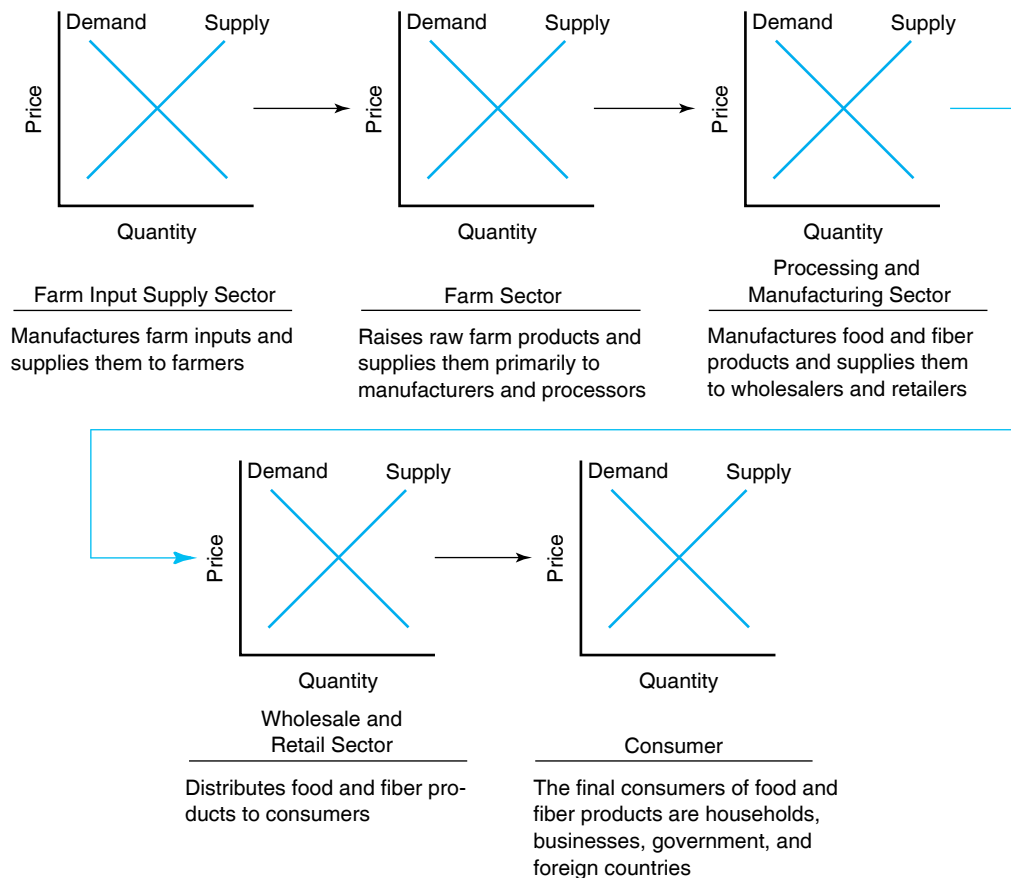 Demand Supply
Price
Quantity
Farm Input Supply Sector
Manufactures farm inputs and
supplies them to farmers
Demand Supply
Price
Quantity
Farm Sector
Raises raw farm products and
supplies them primarily to
manufacturers and processors
Demand Supply
Price
Quantity
Processing and
Manufacturing Sector
Manufactures food and fiber
products and supplies them
to wholesalers and retailers
Demand Supply
Price
Quantity
Wholesale and
Retail Sector
Distributes food and fiber pro-
ducts to consumers
Demand Supply
Price
Quantity
Consumer
The final consumers of food and
fiber products are households,
businesses, government, and
foreign countries